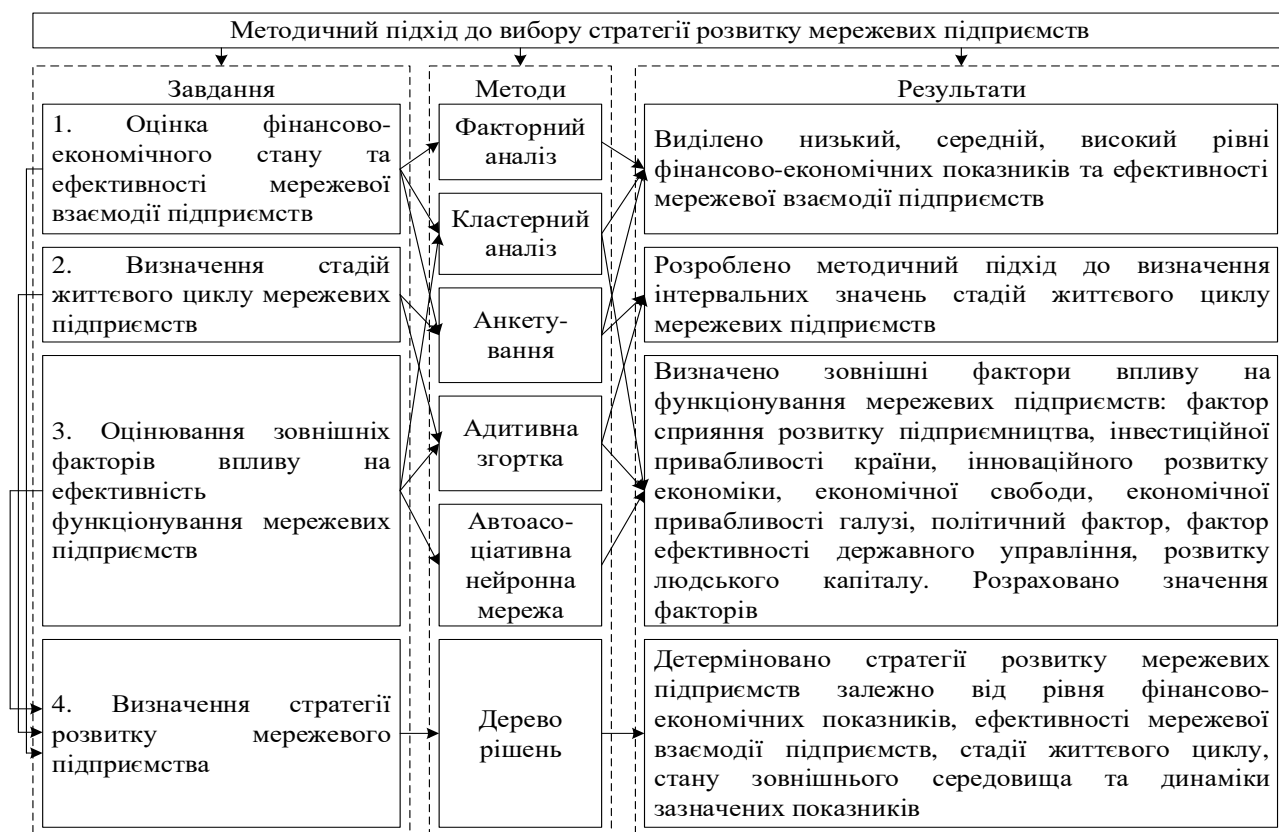 Методичний підхід до вибору стратегії розвитку мережевих підприємств
Завдання
1. Оцінка фінансово-
економічного стану та
ефективності мережевої
взаємодії підприємств
2. Визначення стадій
життєвого циклу мережевих
підприємств
3. Оцінювання зовнішніх
факторів впливу на
ефективність
функціонування мережевих
підприємств
4. Визначення стратегії
розвитку мережевого
підприємства
Методи
Факторний
аналіз
Кластерний
аналіз
Анкету-
вання
Адитивна
згортка
Автоасо-
ціативна
нейронна
мережа
Дерево
рішень
Результати
Виділено низький, середній, високий рівні
фінансово-економічних показників та ефективності
мережевої взаємодії підприємств
Розроблено методичний підхід до визначення
інтервальних значень стадій життєвого циклу
мережевих підприємств
Визначено зовнішні фактори впливу на
функціонування мережевих підприємств: фактор
сприяння розвитку підприємництва, інвестиційної
привабливості країни, інноваційного розвитку
економіки, економічної свободи, економічної
привабливості галузі, політичний фактор, фактор
ефективності державного управління, розвитку
людського капіталу. Розраховано значення
факторів
Детерміновано стратегії розвитку мережевих
підприємств залежно від рівня фінансово-
економічних показників, ефективності мережевої
взаємодії підприємств, стадії життєвого циклу,
стану зовнішнього середовища та динаміки
зазначених показників